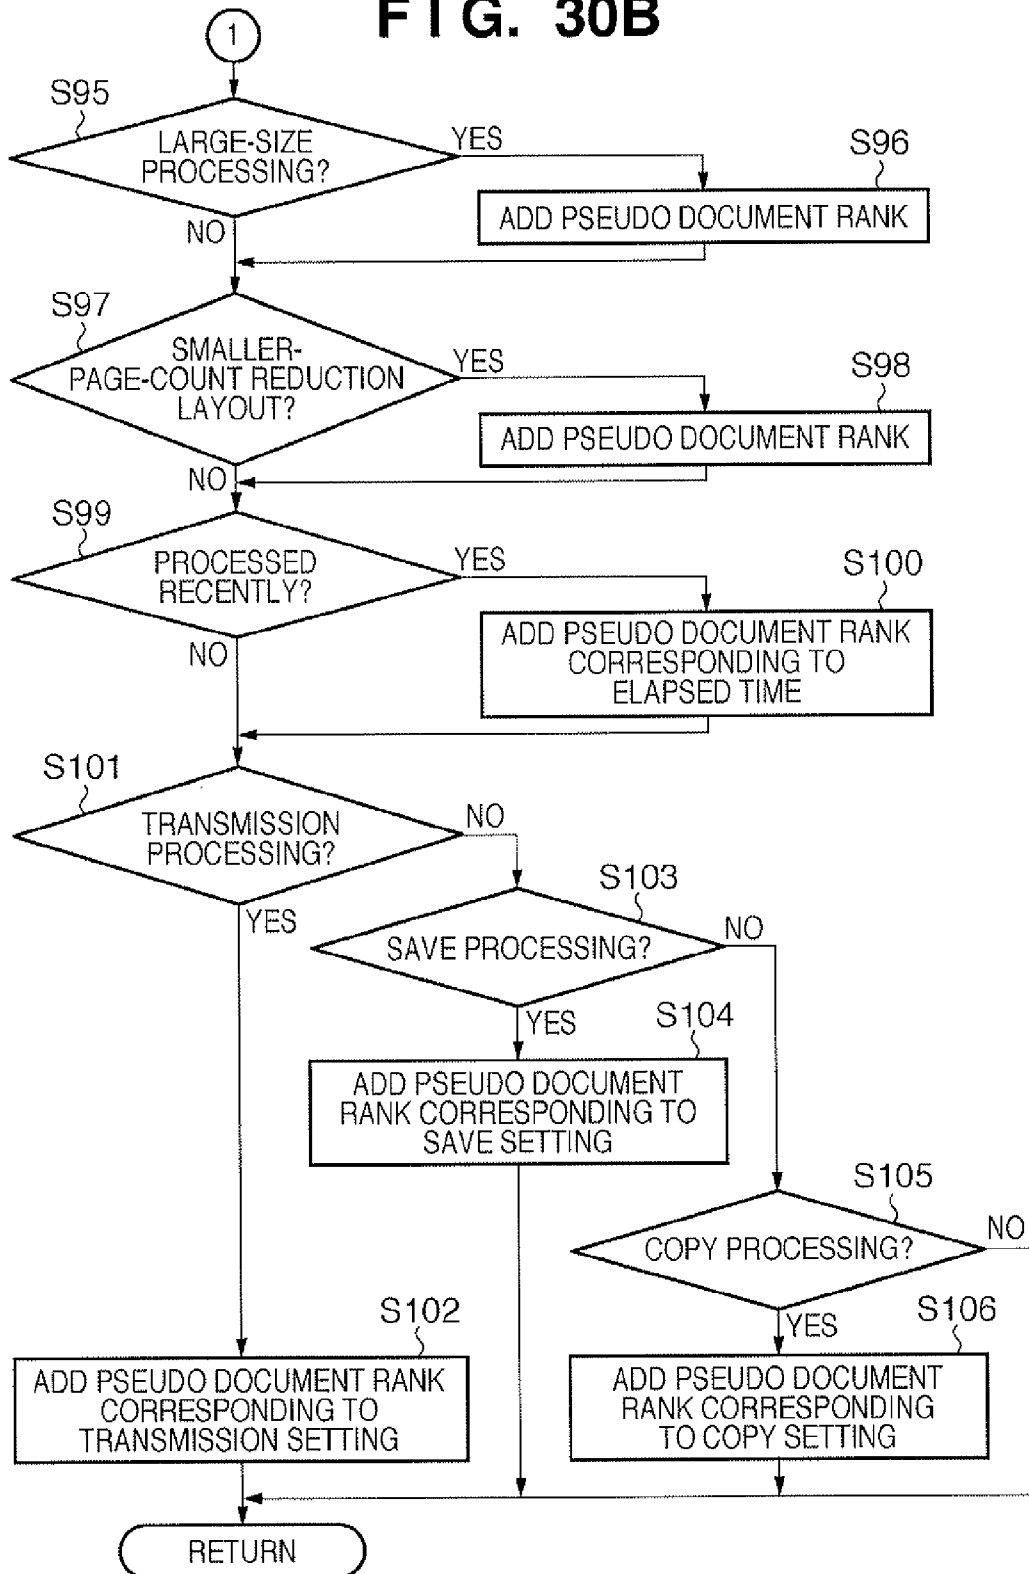 FIG. 30B
1
S95
LARGE-SIZE
PROCESSING?
YES
S96
ADD PSEUDO DOCUMENT RANK
NO
S97
SMALLER-
PAGE-COUNT REDUCTION
LAYOUT?
YES
S98
ADD PSEUDO DOCUMENT RANK
NO
S99
PROCESSED
RECENTLY?
YES
S100
ADD PSEUDO DOCUMENT RANK
CORRESPONDING TO
ELAPSED TIME
NO
S101
TRANSMISSION
PROCESSING?
NO
YES
S103
SAVE PROCESSING?
NO
YES
S104
ADD PSEUDO DOCUMENT
RANK CORRESPONDING TO
SAVE SETTING
S105
COPY PROCESSING?
NO
YES
S102
ADD PSEUDO DOCUMENT RANK
CORRESPONDING TO
TRANSMISSION SETTING
S106
ADD PSEUDO DOCUMENT
RANK CORRESPONDING
TO COPY SETTING
RETURN